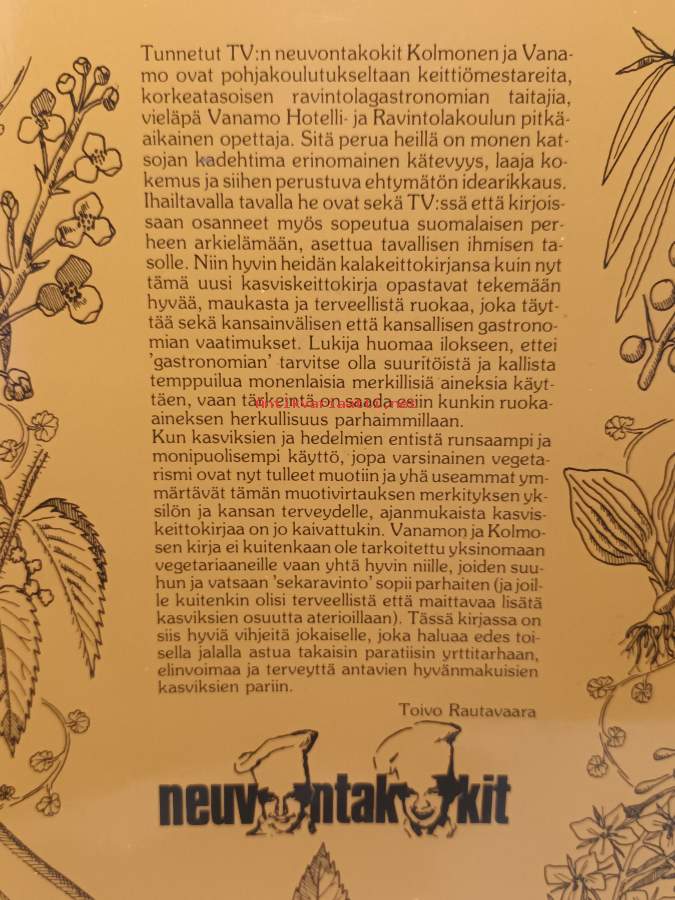 Tunnetut TV:n neuvontakokit Kolmonen ja Vana-
mo ovat pohjakoulutukseltaan keittiömestareita,
korkeatasoisen ravintolagastronomian taitajia,
vieläpä Vanamo Hotelli- ja Ravintolakoulun pitkä-
aikainen opettaja. Sitä perua heillä on monen kat-
sojan kadehtima erinomainen kätevyys, laaja ko-
kemus ja siihen perustuva ehtymätön idearikkaus.
Ihailtavalla tavalla he ovat sekä TV:ssä että kirjois-
saan osanneet myös sopeutua suomalaisen per-
heen arkielämään, asettua tavallisen ihmisen ta-
solle. Niin hyvin heidän kalakeittokirjansa kuin nyt
tämä uusi kasviskeittokirja opastavat tekemään
hyvää, maukasta ja terveellistä ruokaa, joka täyt-
tää sekä kansainvälisen että kansallisen gastrono-
mian vaatimukset. Lukija huomaa ilokseen, ettei
'gastronomian' tarvitse olla suuritöistä ja kallista
temppuilua monenlaisia merkillisiä aineksia käyt-
täen, vaan tärkeintä on saada esiin kunkin ruoka-
aineksen herkullisuus parhaimmillaan.
Kun kasviksien ja hedelmien entistä runsaampi ja
monipuolisempi käyttö, jopa varsinainen vegeta-
rismi ovat nyt tulleet muotiin ja yhä useammat ym-
märtävät tämän muotivirtauksen merkityksen yk-
silön ja kansan terveydelle, ajanmukaista kasvis-
keittokirjaa on jo kaivattukin. Vanamon ja Kolmo-
sen kirja ei kuitenkaan ole tarkoitettu yksinomaan
vegetariaaneille vaan yhtä hyvin niille, joiden suu-
hun ja vatsaan 'sekaravinto' sopii parhaiten (ja joil-
le kuitenkin olisi terveellistä että maittavaa lisätä
kasviksien osuutta aterioillaan). Tässä kirjassa on
siis hyviä vihjeitä jokaiselle, joka haluaa edes toi-
sella jalalla astua takaisin paratiisin yrttitarhaan,
elinvoimaa ja terveyttä antavien hyvänmakuisien
kasviksien pariin.
Toivo Rautavaara
neuvontakokit
Antikvariaatti.net